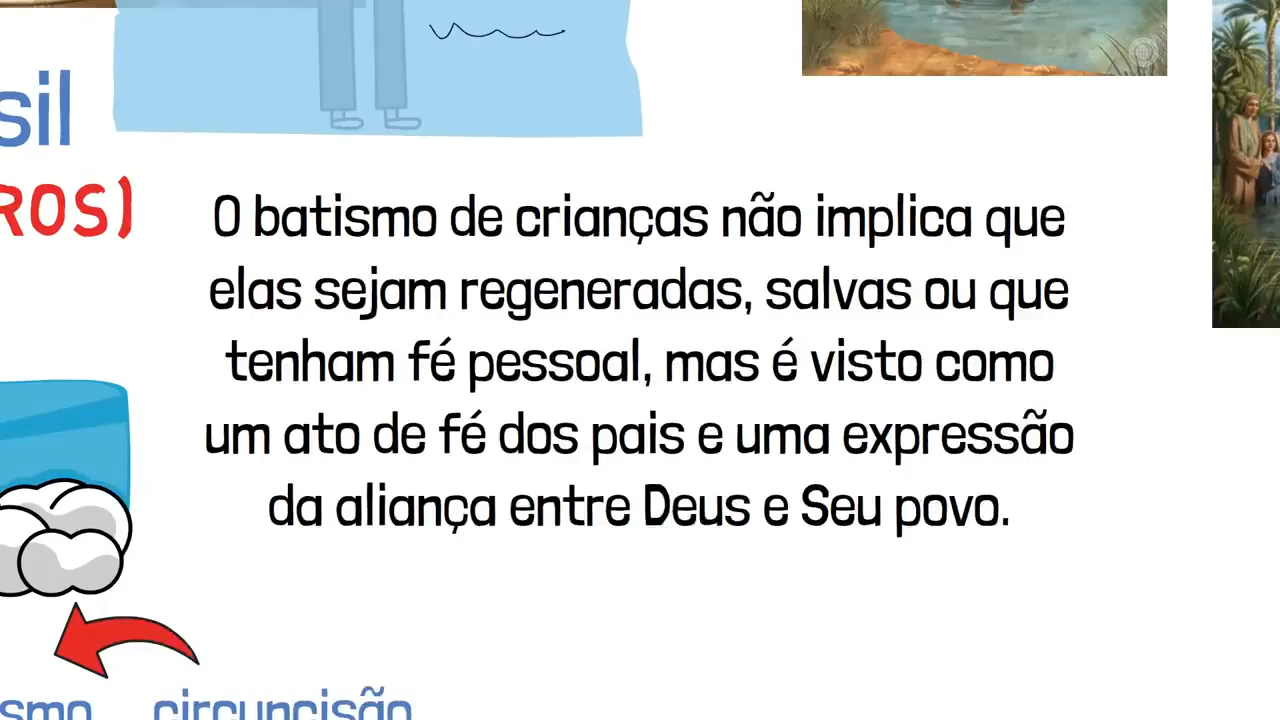 sil
ROS)
O batismo de crianças não implica que
elas sejam regeneradas, salvas ou que
tenham fé pessoal, mas é visto como
um ato de fé dos pais e uma expressão
da aliança entre Deus e Seu povo.
smo circuncisão